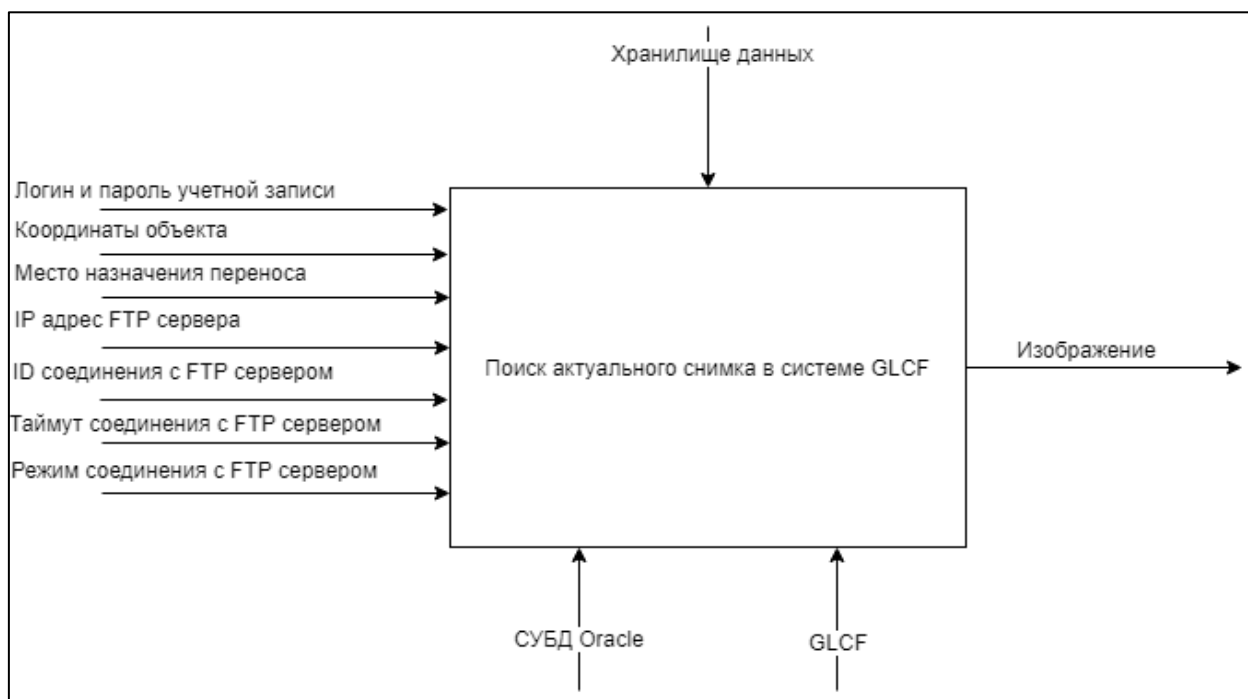 Хранилище данных
Логин и пароль учетной записи
Координаты объекта
Место назначения переноса
IP адрес FTP сервера
ID соединения с FTP сервером
Таймут соединения с FTP сервером
Режим соединения с FTP сервером
Поиск актуального снимка в системе GLCF
Изображение
СУБД Oracle
GLCF